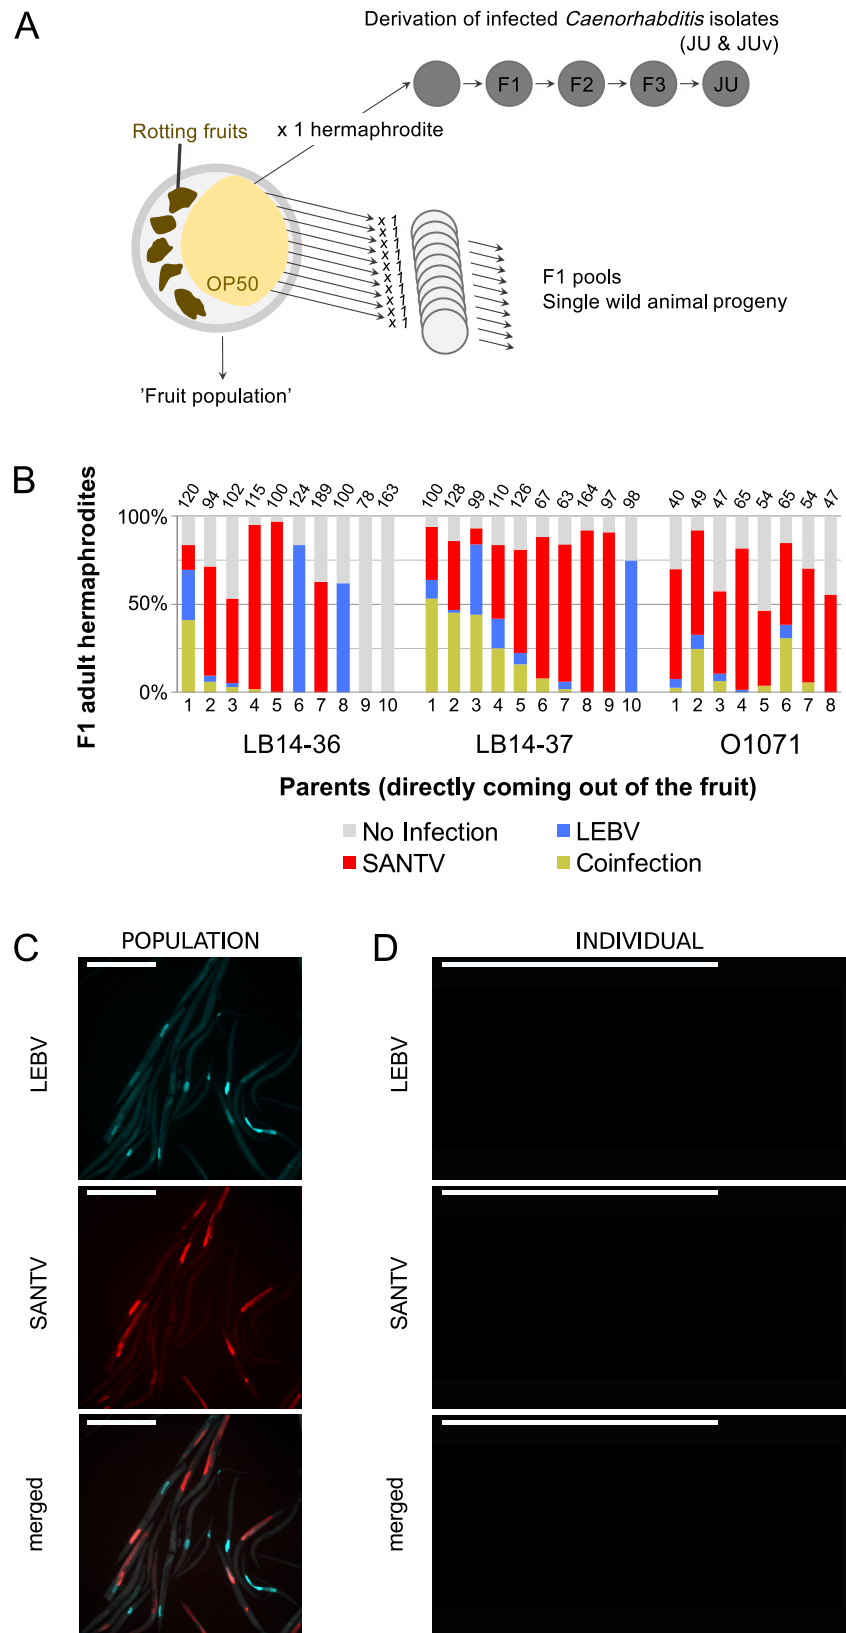 A
Derivation of infected Caenorhabditis isolates
(JU & JUv)
F1
F2
F3
JU
x 1 hermaphrodite
Rotting fruits
OP50
x 1
x 1
x 1
x 1
x 1
x 1
x 1
x 1
x 1
x 1
F1 pools
Single wild animal progeny
’Fruit population’
B
F1 adult hermaphrodites
120 94 102 115 100 124 189 100 78 163
100 128 99 110 126 67 63 164 97 98
40 49 47 65 54 65 54 47
100%
50%
0%
1 2 3 4 5 6 7 8 9 10
1 2 3 4 5 6 7 8 9 10
1 2 3 4 5 6 7 8
LB14-36
LB14-37
O1071
Parents (directly coming out of the fruit)
No Infection
LEBV
SANTV
Coinfection
C
POPULATION
LEBV
SANTV
merged
D
INDIVIDUAL
LEBV
SANTV
merged